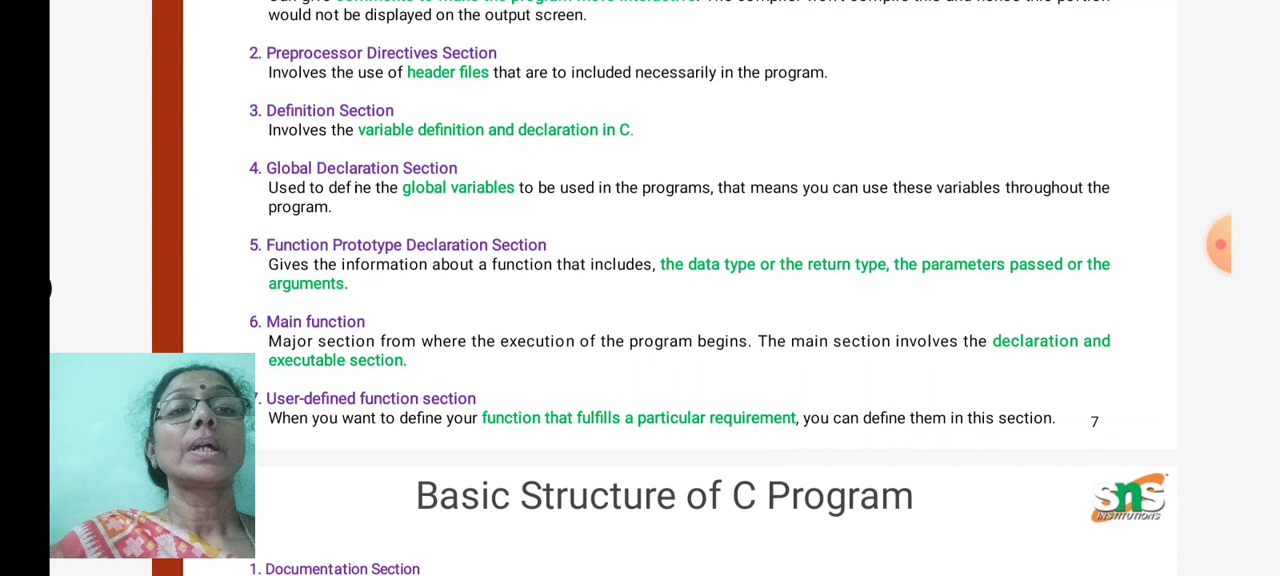 would not be displayed on the output screen.
2. Preprocessor Directives Section
Involves the use of header files that are to included necessarily in the program.
3. Definition Section
Involves the variable definition and declaration in C.
4. Global Declaration Section
Used to def ne the global variables to be used in the programs, that means you can use these variables throughout the
program.
5. Function Prototype Declaration Section
Gives the information about a function that includes, the data type or the return type, the parameters passed or the
arguments.
6. Main function
Major section from where the execution of the program begins. The main section involves the declaration and
executable section.
7. User-defined function section
When you want to define your function that fulfills a particular requirement, you can define them in this section.
7
Basic Structure of C Program
sns
INSTITUTIONS
1. Documentation Section